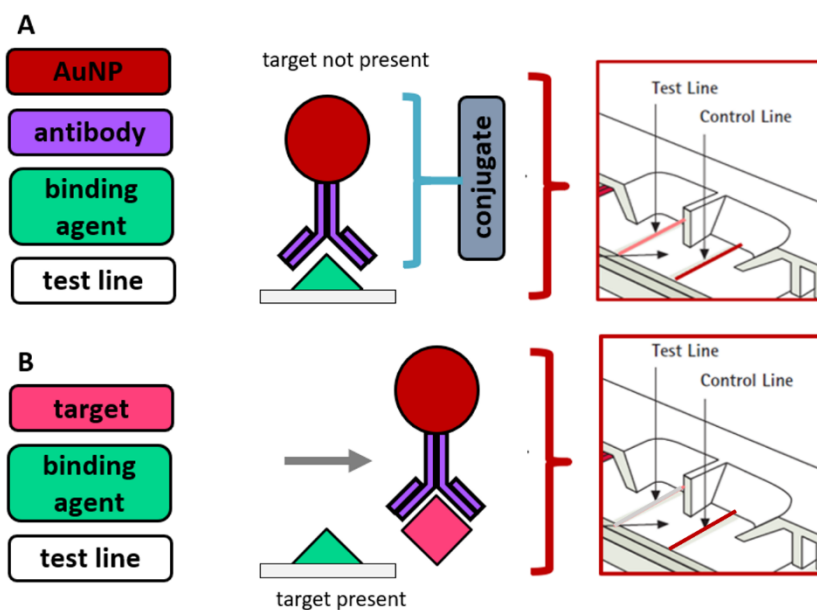 A
AuNP
antibody
binding
agent
test line
target not present
conjugate
Test Line
Control Line
B
target
binding
agent
test line
target present
Test Line
Control Line